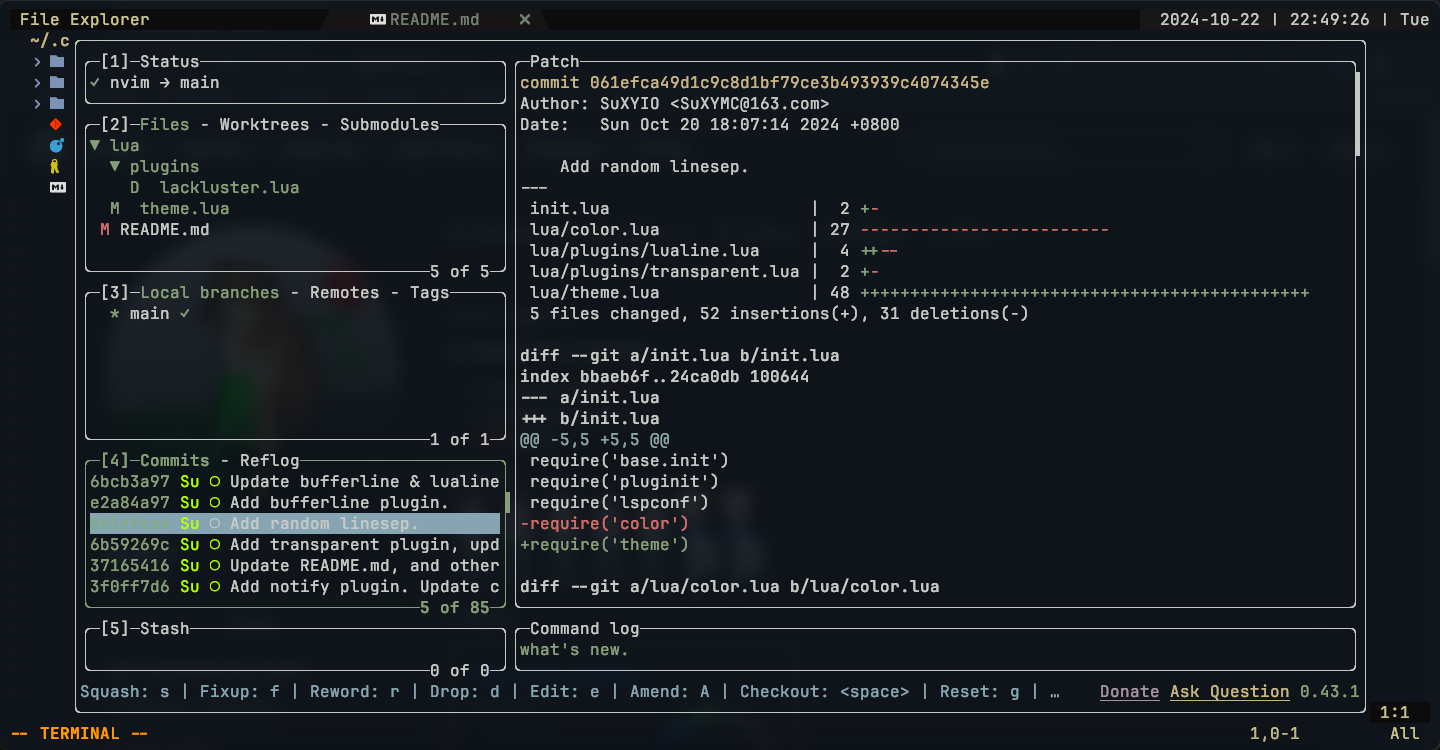 File Explorer README.md × 2024-10-22 | 22:49:26 | Tue
~/.c
[1]─Status
✓ nvim → main
[2]─Files - Worktrees - Submodules
▼ lua
▼ plugins
D lackluster.lua
M theme.lua
M README.md
5 of 5
[3]─Local branches - Remotes - Tags
* main ✓
1 of 1
[4]─Commits - Reflog
6bcb3a97 Su ○ Update bufferline & lualine
e2a84a97 Su ○ Add bufferline plugin.
Su ○ Add random linesep.
6b59269c Su ○ Add transparent plugin, upd
37165416 Su ○ Update README.md, and other
3f0ff7d6 Su ○ Add notify plugin. Update c
5 of 85
[5]─Stash
0 of 0
Patch
commit 061efca49d1c9c8d1bf79ce3b493939c4074345e
Author: SuXYIO <SuXYMC@163.com>
Date:   Sun Oct 20 18:07:14 2024 +0800
Add random linesep.
---
init.lua | 2 +-
lua/color.lua | 27 -------------------------
lua/plugins/lualine.lua | 4 ++--
lua/plugins/transparent.lua | 2 +-
lua/theme.lua | 48 +++++++++++++++++++++++++++++++++++++++++++++
5 files changed, 52 insertions(+), 31 deletions(-)
diff --git a/init.lua b/init.lua
index bbaeb6f..24ca0db 100644
--- a/init.lua
+++ b/init.lua
@@ -5,5 +5,5 @@
require('base.init')
require('pluginit')
require('lspconf')
-require('color')
+require('theme')
diff --git a/lua/color.lua b/lua/color.lua
Command log
what's new.
Squash: s | Fixup: f | Reword: r | Drop: d | Edit: e | Amend: A | Checkout: <space> | Reset: g | … Donate Ask Question 0.43.1
1:1
-- TERMINAL -- 1,0-1 All